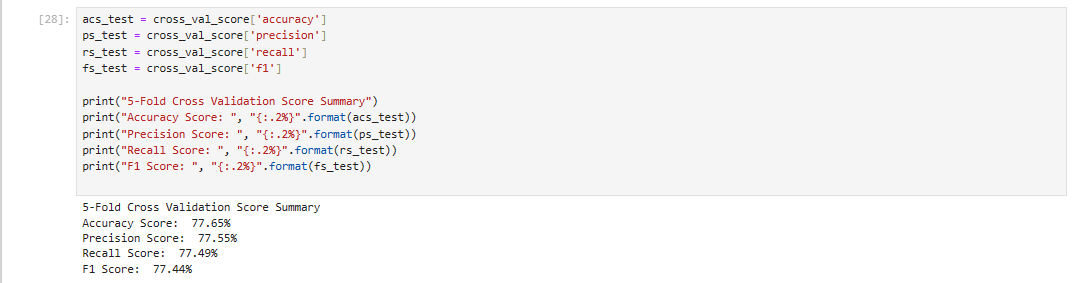 [28]:
acs_test = cross_val_score['accuracy']
ps_test = cross_val_score['precision']
rs_test = cross_val_score['recall']
fs_test = cross_val_score['f1']
print("5-Fold Cross Validation Score Summary")
print("Accuracy Score: ", "{:.2%}".format(acs_test))
print("Precision Score: ", "{:.2%}".format(ps_test))
print("Recall Score: ", "{:.2%}".format(rs_test))
print("F1 Score: ", "{:.2%}".format(fs_test))
5-Fold Cross Validation Score Summary
Accuracy Score:  77.65%
Precision Score:  77.55%
Recall Score:  77.49%
F1 Score:  77.44%